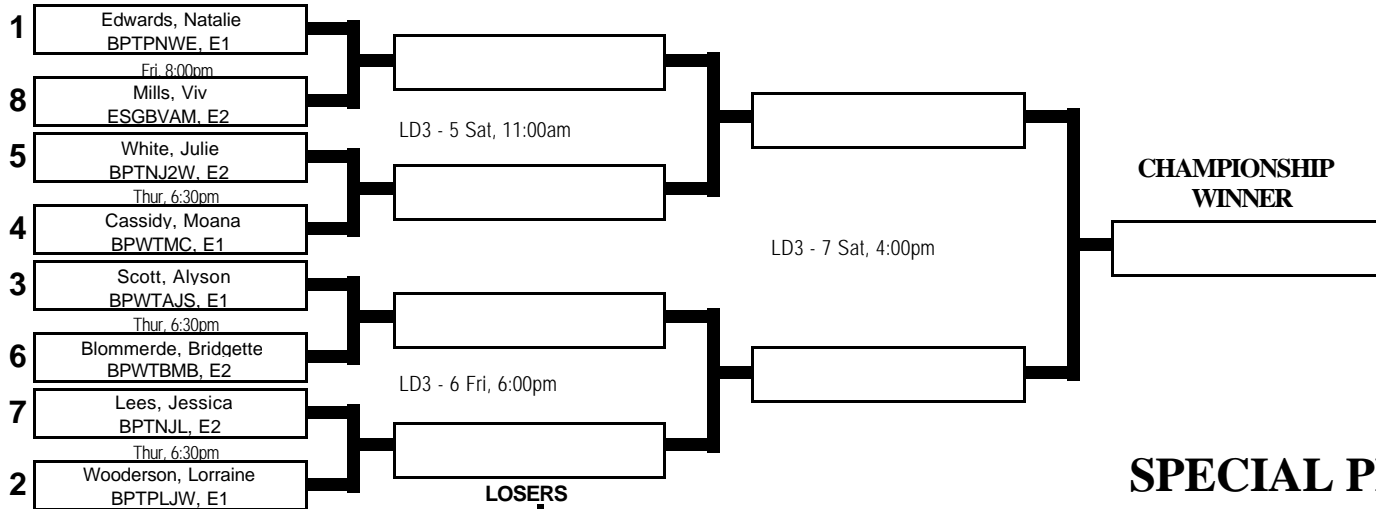 1
Edwards, Natalie
BPTPNWE, E1
Fri, 8:00pm
8
Mills, Viv
ESGBVAM, E2
5
White, Julie
BPTNJ2W, E2
Thur, 6:30pm
4
Cassidy, Moana
BPWTMC, E1
3
Scott, Alyson
BPWTAJS, E1
Thur, 6:30pm
6
Blommerde, Bridgette
BPWTBMB, E2
7
Lees, Jessica
BPTNJL, E2
Thur, 6:30pm
2
Wooderson, Lorraine
BPTPLJW, E1
LD3 - 5 Sat, 11:00am
LD3 - 6 Fri, 6:00pm
LOSERS
LD3 - 7 Sat, 4:00pm
CHAMPIONSHIP
WINNER
SPECIAL